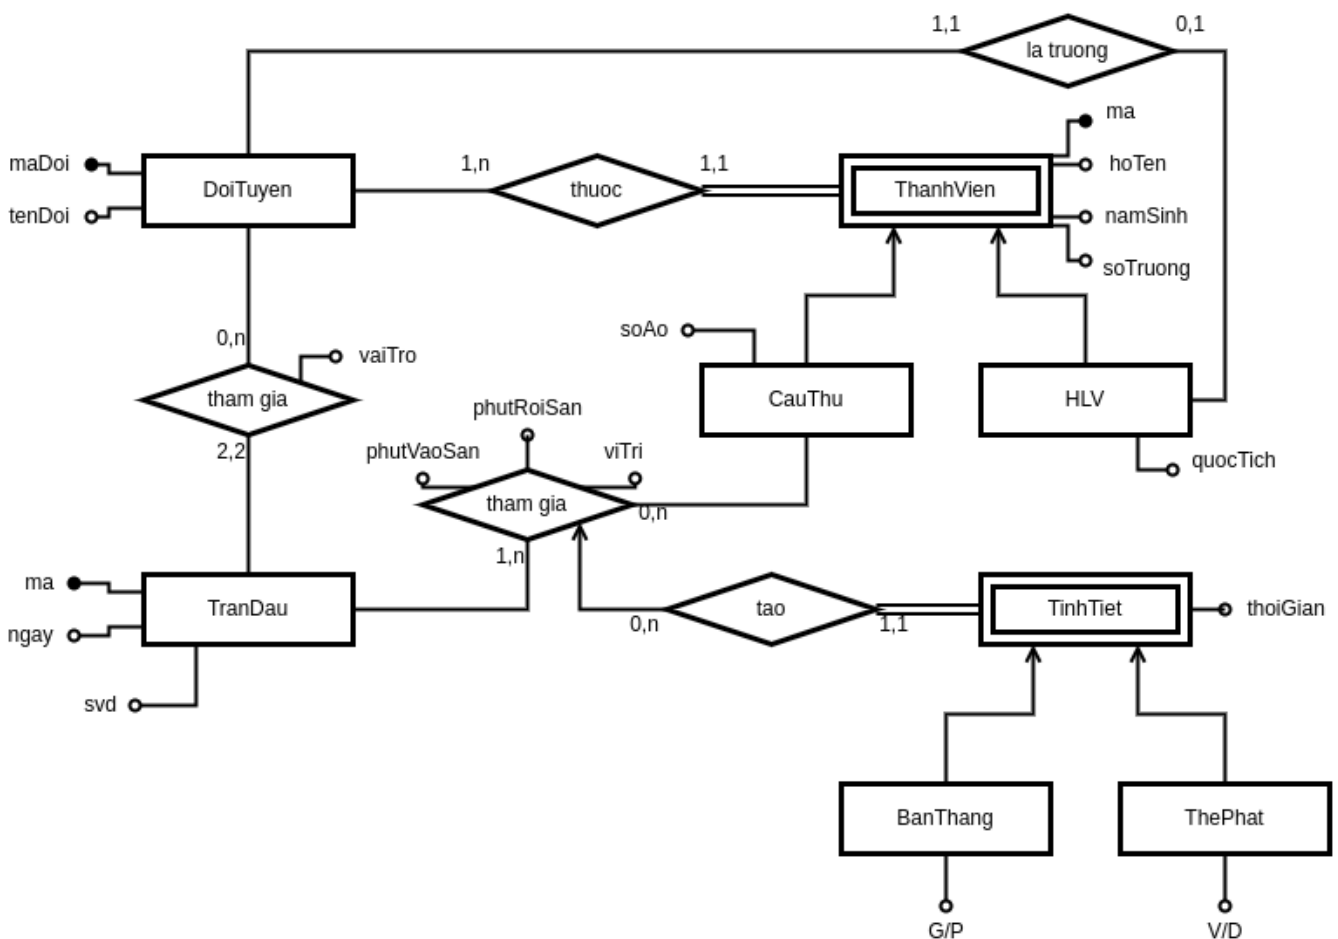 1,1
0,1
la truong
ma
maDoi
DoiTuyen
1,n
thuoc
1,1
ThanhVien
hoTen
tenDoi
namSinh
soTruong
soAo
0,n
vaiTro
tham gia
CauThu
HLV
phutRoiSan
2,2
phutVaoSan
viTri
quocTich
tham gia
0,n
1,n
ma
TranDau
tao
TinhTiet
thoiGian
ngay
0,n
1,1
svd
BanThang
ThePhat
G/P
V/D